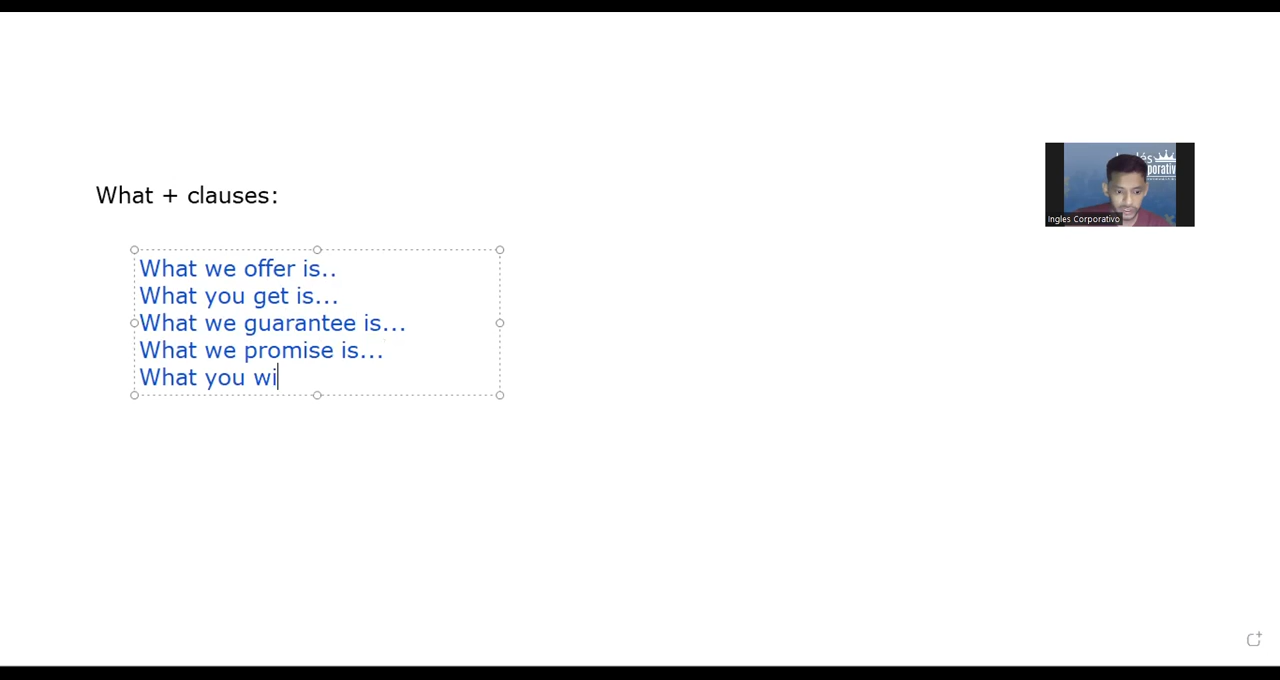 What + clauses:
What we offer is..
What you get is...
What we guarantee is...
What we promise is...
What you wi
Ingles Corporativo